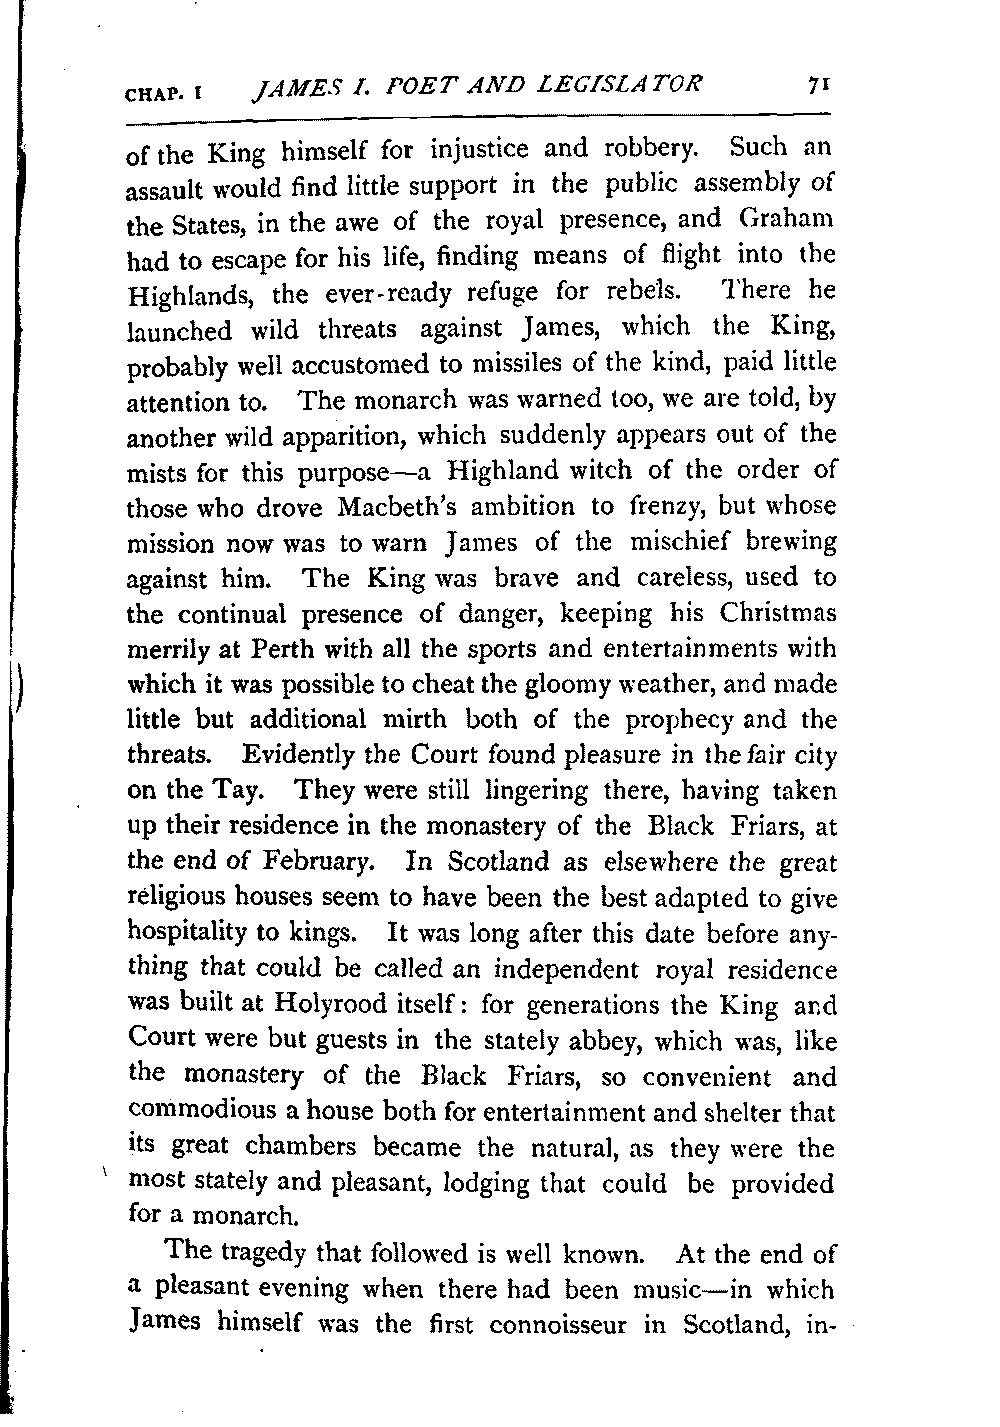 CHAP. I JAMES I. POET AND LEGISLATOR 71
of the King himself for injustice and robbery. Such an
assault would find little support in the public assembly of
the States, in the awe of the royal presence, and Graham
had to escape for his life, finding means of flight into the
Highlands, the ever-ready refuge for rebels. There he
launched wild threats against James, which the King,
probably well accustomed to missiles of the kind, paid little
attention to. The monarch was warned too, we are told, by
another wild apparition, which suddenly appears out of the
mists for this purpose—a Highland witch of the order of
those who drove Macbeth's ambition to frenzy, but whose
mission now was to warn James of the mischief brewing
against him. The King was brave and careless, used to
the continual presence of danger, keeping his Christmas
merrily at Perth with all the sports and entertainments with
which it was possible to cheat the gloomy weather, and made
little but additional mirth both of the prophecy and the
threats. Evidently the Court found pleasure in the fair city
on the Tay. They were still lingering there, having taken
up their residence in the monastery of the Black Friars, at
the end of February. In Scotland as elsewhere the great
religious houses seem to have been the best adapted to give
hospitality to kings. It was long after this date before any-
thing that could be called an independent royal residence
was built at Holyrood itself: for generations the King and
Court were but guests in the stately abbey, which was, like
the monastery of the Black Friars, so convenient and
commodious a house both for entertainment and shelter that
its great chambers became the natural, as they were the
most stately and pleasant, lodging that could be provided
for a monarch.
The tragedy that followed is well known. At the end of
a pleasant evening when there had been music—in which
James himself was the first connoisseur in Scotland, in-